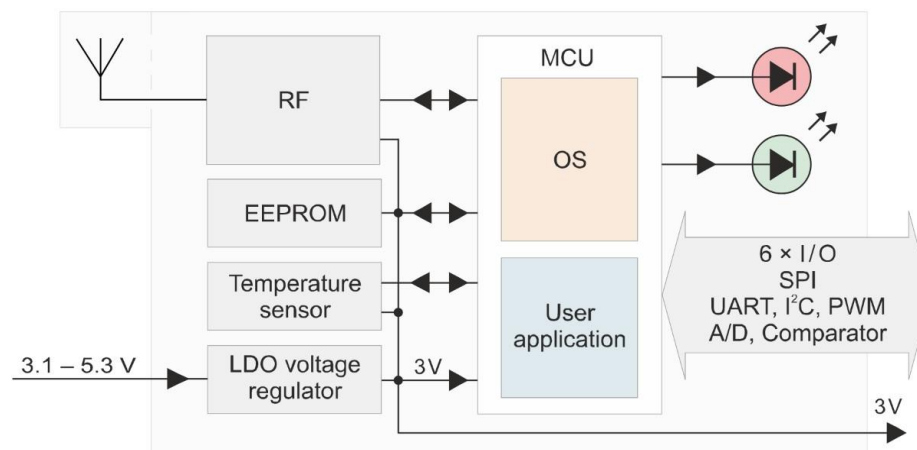 RF
MCU
OS
EEPROM
Temperature
sensor
User
application
6 × I/O
SPI
UART, I²C, PWM
A/D, Comparator
3.1 – 5.3 V
LDO voltage
regulator
3V
3V